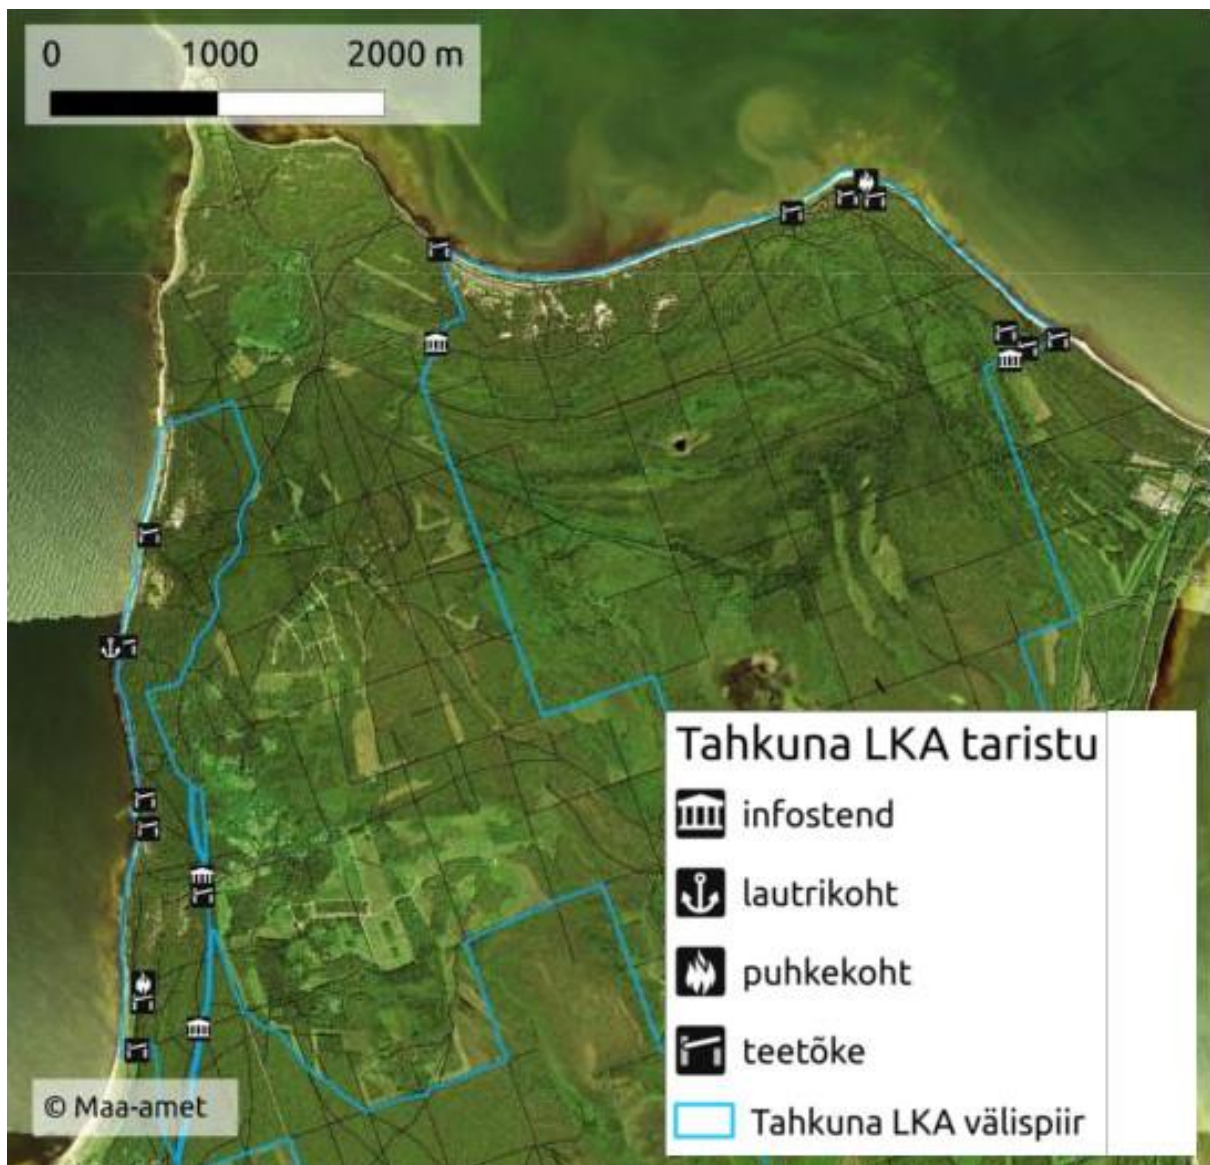 0 1000 2000 m
Tahkuna LKA taristu
infostend
lautrikoht
puhkekoht
teetõke
Tahkuna LKA välispiir
© Maa-amet